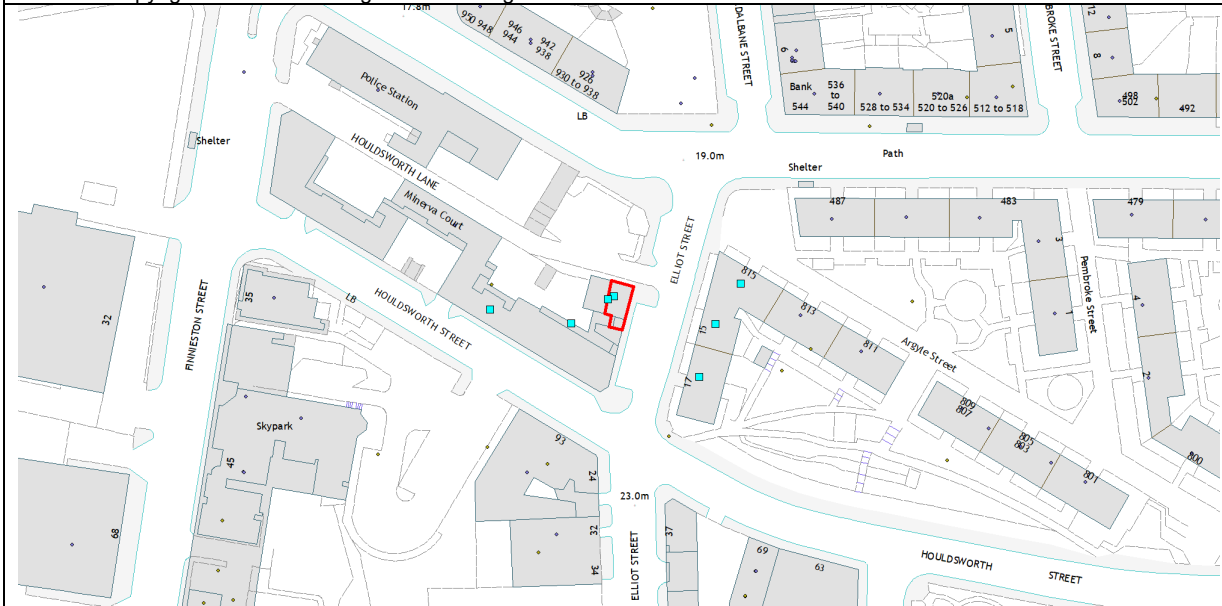 17.8m
950 948
946
944
942
938
926
930 to 938
LB
DALBANE STREET
6
Bank
544
536
to
540
528 to 534
520a
520 to 526
512 to 518
5
BROKE STREET
12
8
498
502
492
Police Station
Shelter
HOULDSWORTH LANE
Minerva Court
19.0m
Path
Shelter
487
483
479
ELLIOT STREET
3
Pembroke Street
1
4
2
815
813
811
15
17
Argyle Street
809
807
805
803
801
800
32
FINNIESTON STREET
35
LB
HOULDSWORTH STREET
Skypark
45
68
93
24
32
34
23.0m
ELLIOT STREET
37
69
63
HOULDSWORTH
STREET